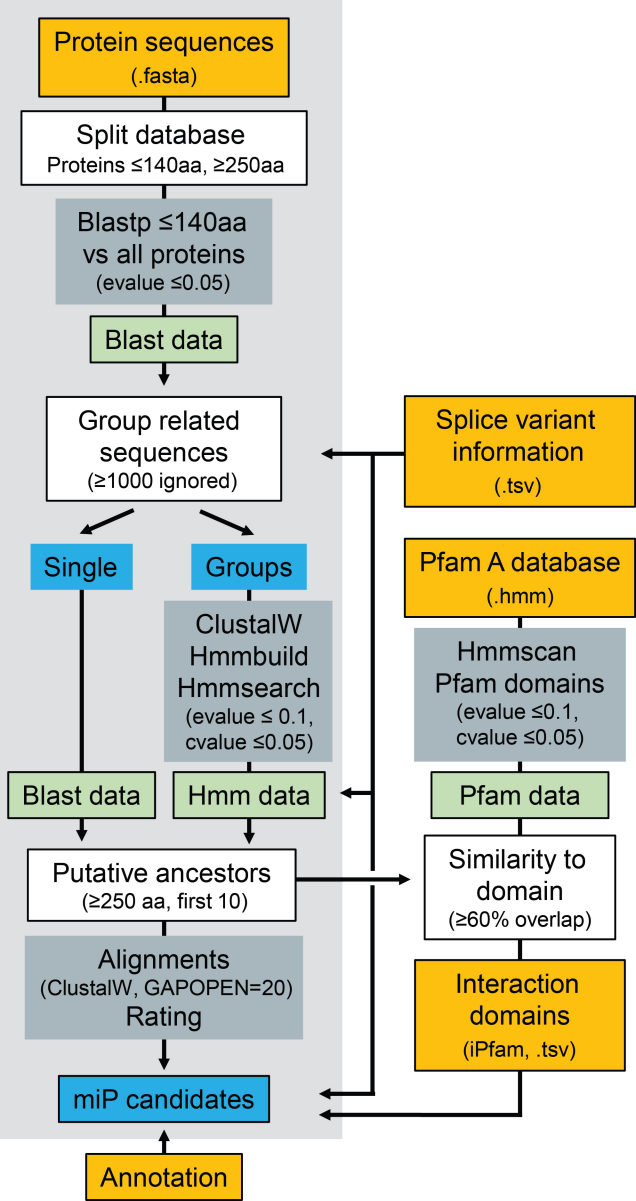 Protein sequences
(.fasta)
Split database
Proteins ≤140aa, ≥250aa
Blastp ≤140aa
vs all proteins
(evalue ≤0.05)
Blast data
Group related
sequences
(≥1000 ignored)
Splice variant
information
(.tsv)
Single
Groups
Pfam A database
(.hmm)
ClustalW
Hmmbuild
Hmmsearch
(evalue ≤ 0.1,
cvalue ≤0.05)
Hmmscan
Pfam domains
(evalue ≤0.1,
cvalue ≤0.05)
Blast data
Hmm data
Pfam data
Putative ancestors
(≥250 aa, first 10)
Similarity to
domain
(≥60% overlap)
Alignments
(ClustalW, GAPOPEN=20)
Rating
Interaction
domains
(iPfam, .tsv)
miP candidates
Annotation